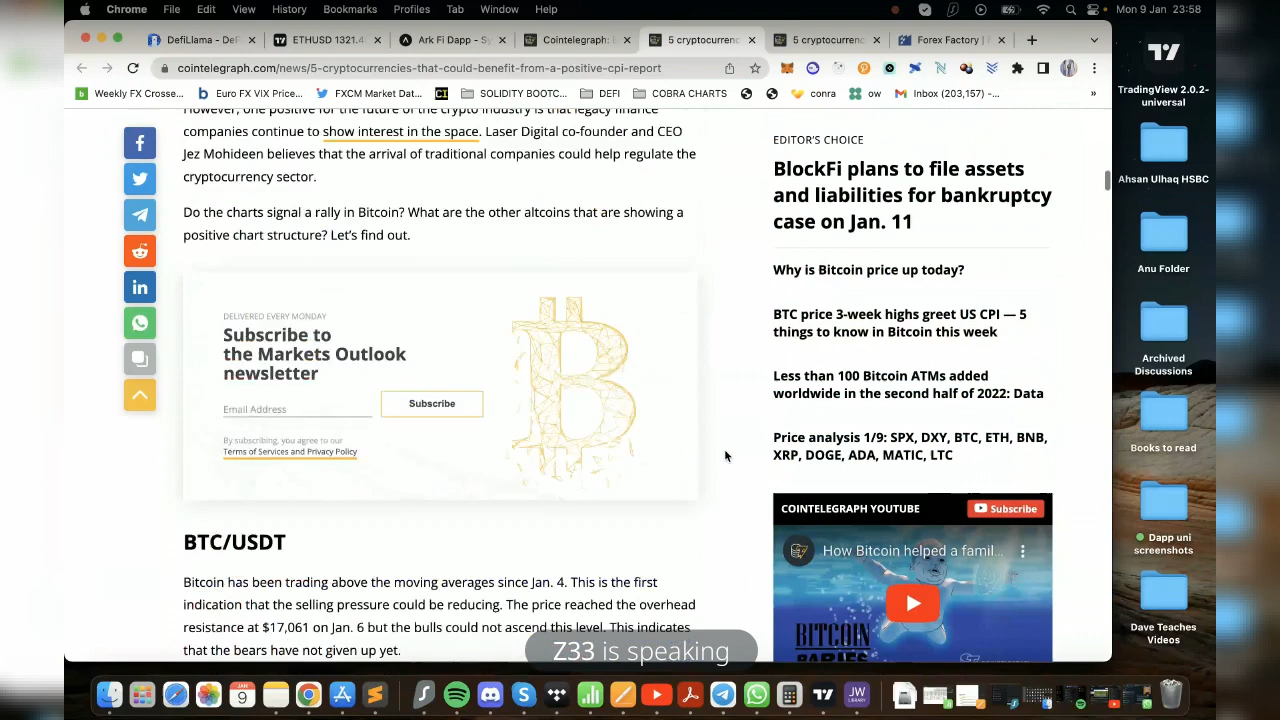 Chrome File Edit View History Bookmarks Profiles Tab Window Help Mon 9 Jan 23:58
DefiLlama - DeF
ETHUSD 1321.4
Ark Fi Dapp - Sy
Cointelegraph: B
5 cryptocurrenc
5 cryptocurrenc
Forex Factory | A
cointelegraph.com/news/5-cryptocurrencies-that-could-benefit-from-a-positive-cpi-report
Weekly FX Crosse... Euro FX VIX Price... FXCM Market Dat... CI SOLIDITY BOOTC... DEFI COBRA CHARTS conra ow Inbox (203,157) -... »
However, one positive for the future of the crypto industry is that legacy finance
companies continue to show interest in the space. Laser Digital co-founder and CEO
Jez Mohideen believes that the arrival of traditional companies could help regulate the
cryptocurrency sector.
Do the charts signal a rally in Bitcoin? What are the other altcoins that are showing a
positive chart structure? Let's find out.
DELIVERED EVERY MONDAY
Subscribe to
the Markets Outlook
newsletter
Email Address
Subscribe
By subscribing, you agree to our
Terms of Services and Privacy Policy
BTC/USDT
Bitcoin has been trading above the moving averages since Jan. 4. This is the first
indication that the selling pressure could be reducing. The price reached the overhead
resistance at $17,061 on Jan. 6 but the bulls could not ascend this level. This indicates
that the bears have not given up yet.
EDITOR'S CHOICE
BlockFi plans to file assets
and liabilities for bankruptcy
case on Jan. 11
Why is Bitcoin price up today?
BTC price 3-week highs greet US CPI — 5
things to know in Bitcoin this week
Less than 100 Bitcoin ATMs added
worldwide in the second half of 2022: Data
Price analysis 1/9: SPX, DXY, BTC, ETH, BNB,
XRP, DOGE, ADA, MATIC, LTC
COINTELEGRAPH YOUTUBE
Subscribe
How Bitcoin helped a famil...
BITCOIN
BABIES
Z33 is speaking
TradingView 2.0.2-
universal
Ahsan Ulhaq HSBC
Anu Folder
Archived
Discussions
Books to read
Dapp uni
screenshots
Dave Teaches
Videos
JAN
9
JW
LIBRARY